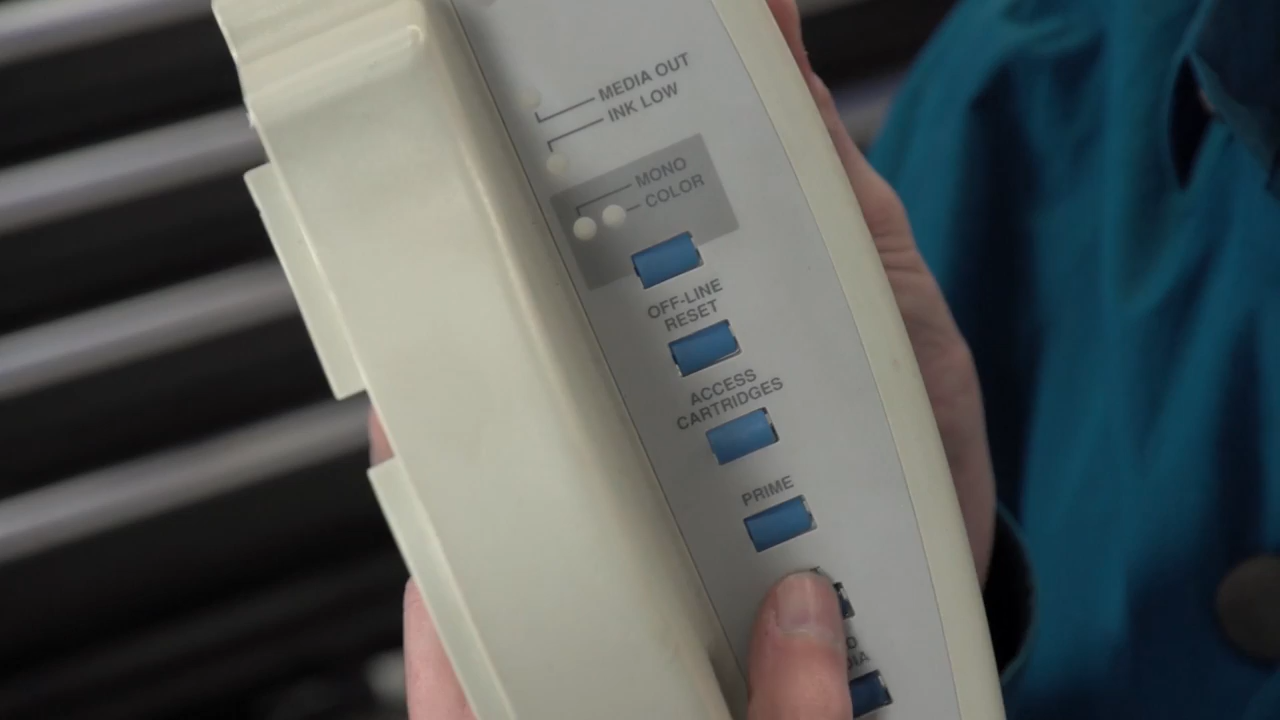 MEDIA OUT
INK LOW
MONO
COLOR
OFF-LINE
RESET
ACCESS
CARTRIDGES
PRIME